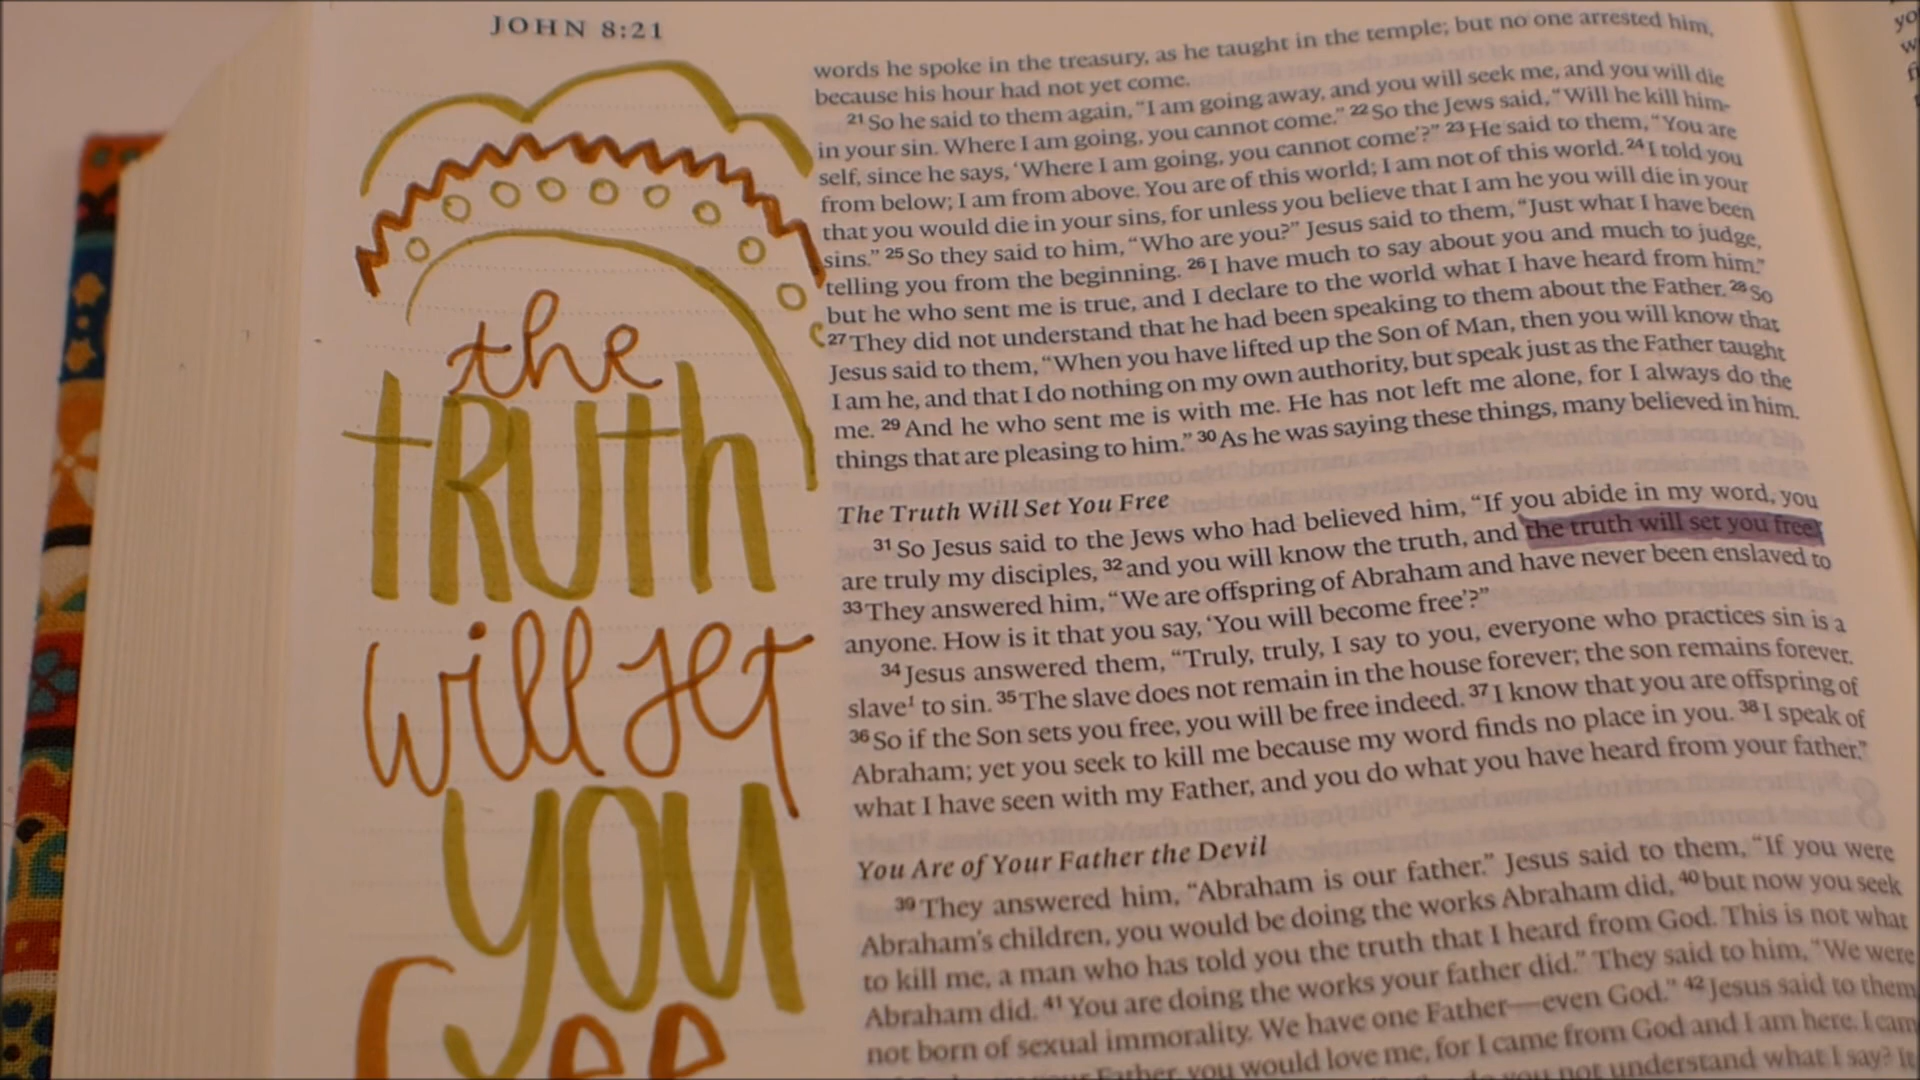 JOHN 8:21
the
tRUth
will set
you
words he spoke in the treasury, as he taught in the temple; but no one arrested him,
because his hour had not yet come.
21 So he said to them again, “I am going away, and you will seek me, and you will die
in your sin. Where I am going, you cannot come.” 22 So the Jews said, “Will he kill him-
self, since he says, ‘Where I am going, you cannot come’?” 23 He said to them, “You are
from below; I am from above. You are of this world; I am not of this world. 24 I told you
that you would die in your sins, for unless you believe that I am he you will die in your
sins.” 25 So they said to him, “Who are you?” Jesus said to them, “Just what I have been
telling you from the beginning. 26 I have much to say about you and much to judge,
but he who sent me is true, and I declare to the world what I have heard from him.”
27 They did not understand that he had been speaking to them about the Father. 28 So
Jesus said to them, “When you have lifted up the Son of Man, then you will know that
I am he, and that I do nothing on my own authority, but speak just as the Father taught
me. 29 And he who sent me is with me. He has not left me alone, for I always do the
things that are pleasing to him.” 30 As he was saying these things, many believed in him.
The Truth Will Set You Free
31 So Jesus said to the Jews who had believed him, “If you abide in my word, you
are truly my disciples, 32 and you will know the truth, and the truth will set you free
33 They answered him, “We are offspring of Abraham and have never been enslaved to
anyone. How is it that you say, ‘You will become free’?”
34 Jesus answered them, “Truly, truly, I say to you, everyone who practices sin is a
slave1 to sin. 35 The slave does not remain in the house forever; the son remains forever.
36 So if the Son sets you free, you will be free indeed. 37 I know that you are offspring of
Abraham; yet you seek to kill me because my word finds no place in you. 38 I speak of
what I have seen with my Father, and you do what you have heard from your father.”
You Are of Your Father the Devil
39 They answered him, “Abraham is our father.” Jesus said to them, “If you were
Abraham’s children, you would be doing the works Abraham did, 40 but now you seek
to kill me, a man who has told you the truth that I heard from God. This is not what
Abraham did. 41 You are doing the works your father did.” They said to him, “We were
not born of sexual immorality. We have one Father—even God.” 42 Jesus said to them
Father, you would love me, for I came from God and I am here. I cam
you not understand what I say? It